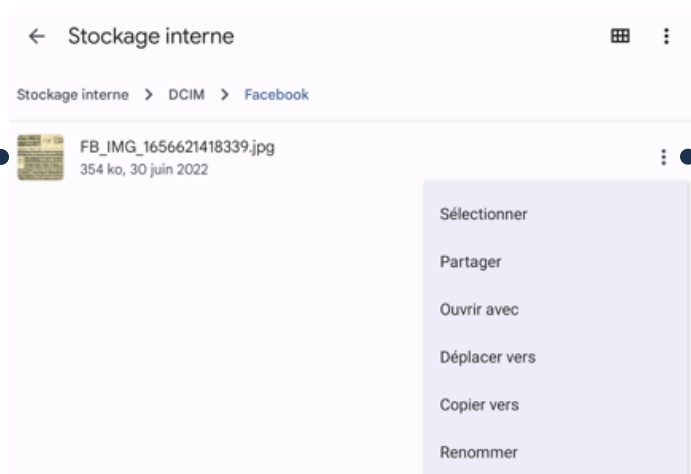 Stockage interne
Stockage interne > DCIM > Facebook
FB_IMG_1656621418339.jpg
354 ko, 30 juin 2022
Sélectionner
Partager
Ouvrir avec
Déplacer vers
Copier vers
Renommer